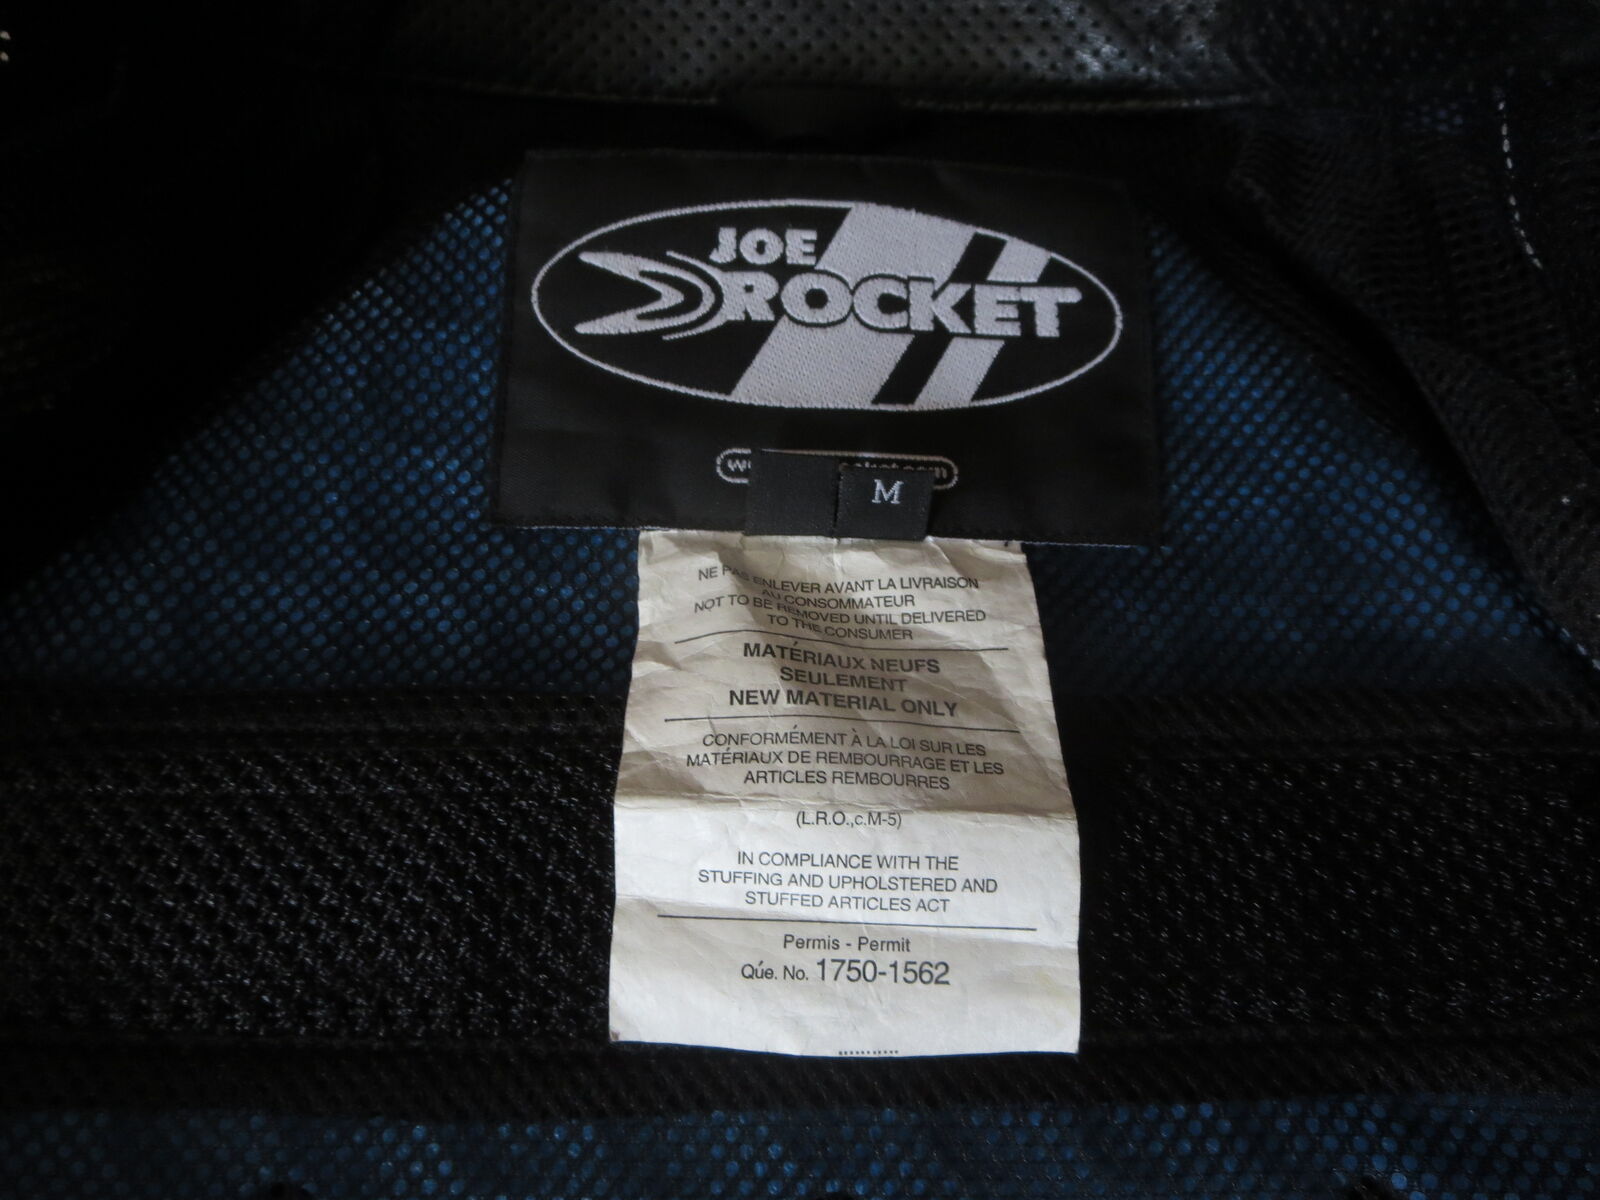 JOE
ROCKET
M
NE PAS ENLEVER AVANT LA LIVRAISON
AU CONSOMMATEUR
NOT TO BE REMOVED UNTIL DELIVERED
TO THE CONSUMER
MATÉRIAUX NEUFS
SEULEMENT
NEW MATERIAL ONLY
CONFORMÉMENT À LA LOI SUR LES
MATÉRIAUX DE REMBOURRAGE ET LES
ARTICLES REMBOURRES
(L.R.O.,c.M-5)
IN COMPLIANCE WITH THE
STUFFING AND UPHOLSTERED AND
STUFFED ARTICLES ACT
Permis - Permit
Qúe. No. 1750-1562